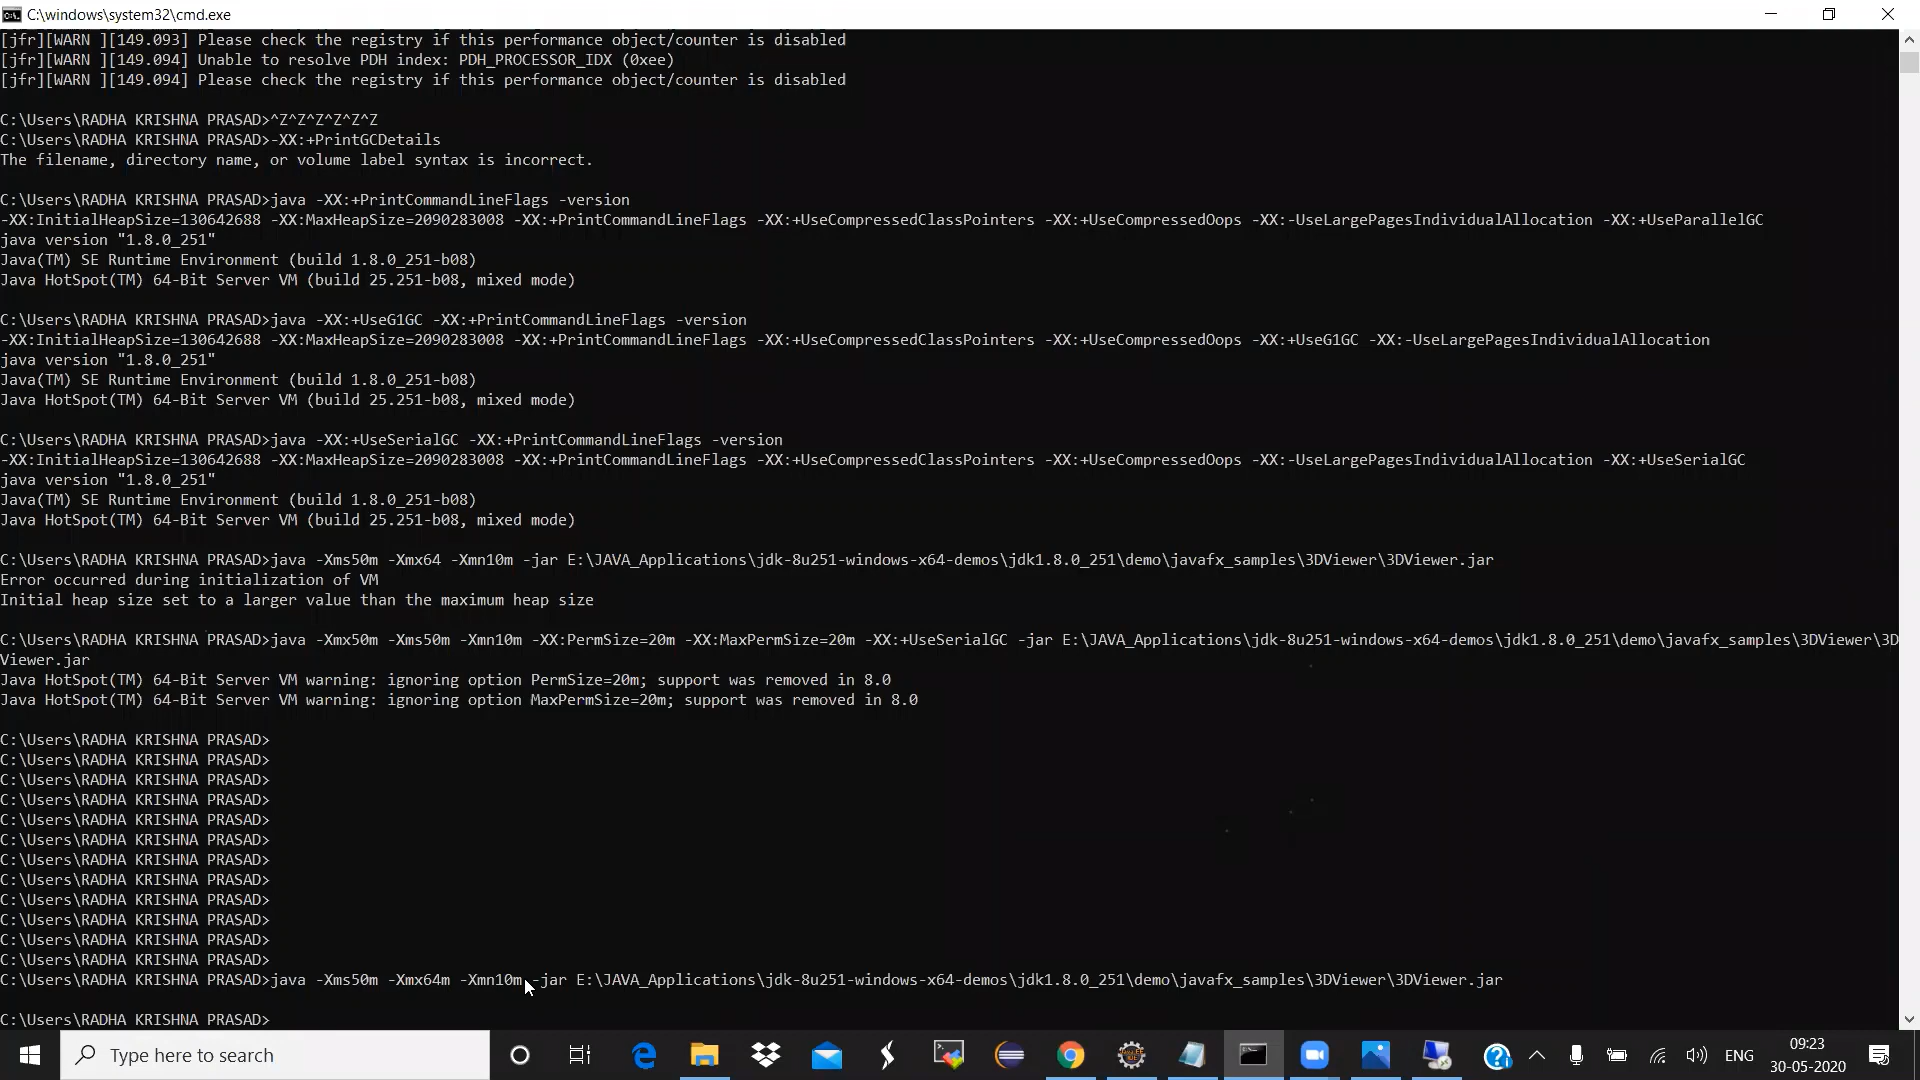 C:\windows\system32\cmd.exe
[jfr][WARN ][149.093] Please check the registry if this performance object/counter is disabled
[jfr][WARN ][149.094] Unable to resolve PDH index: PDH_PROCESSOR_IDX (0xee)
[jfr][WARN ][149.094] Please check the registry if this performance object/counter is disabled
C:\Users\RADHA KRISHNA PRASAD>^Z^Z^Z^Z^Z^Z
C:\Users\RADHA KRISHNA PRASAD>-XX:+PrintGCDetails
The filename, directory name, or volume label syntax is incorrect.
C:\Users\RADHA KRISHNA PRASAD>java -XX:+PrintCommandLineFlags -version
-XX:InitialHeapSize=130642688 -XX:MaxHeapSize=2090283008 -XX:+PrintCommandLineFlags -XX:+UseCompressedClassPointers -XX:+UseCompressedOops -XX:-UseLargePagesIndividualAllocation -XX:+UseParallelGC
java version "1.8.0_251"
Java(TM) SE Runtime Environment (build 1.8.0_251-b08)
Java HotSpot(TM) 64-Bit Server VM (build 25.251-b08, mixed mode)
C:\Users\RADHA KRISHNA PRASAD>java -XX:+UseG1GC -XX:+PrintCommandLineFlags -version
-XX:InitialHeapSize=130642688 -XX:MaxHeapSize=2090283008 -XX:+PrintCommandLineFlags -XX:+UseCompressedClassPointers -XX:+UseCompressedOops -XX:+UseG1GC -XX:-UseLargePagesIndividualAllocation
java version "1.8.0_251"
Java(TM) SE Runtime Environment (build 1.8.0_251-b08)
Java HotSpot(TM) 64-Bit Server VM (build 25.251-b08, mixed mode)
C:\Users\RADHA KRISHNA PRASAD>java -XX:+UseSerialGC -XX:+PrintCommandLineFlags -version
-XX:InitialHeapSize=130642688 -XX:MaxHeapSize=2090283008 -XX:+PrintCommandLineFlags -XX:+UseCompressedClassPointers -XX:+UseCompressedOops -XX:-UseLargePagesIndividualAllocation -XX:+UseSerialGC
java version "1.8.0_251"
Java(TM) SE Runtime Environment (build 1.8.0_251-b08)
Java HotSpot(TM) 64-Bit Server VM (build 25.251-b08, mixed mode)
C:\Users\RADHA KRISHNA PRASAD>java -Xms50m -Xmx64 -Xmn10m -jar E:\JAVA_Applications\jdk-8u251-windows-x64-demos\jdk1.8.0_251\demo\javafx_samples\3DViewer\3DViewer.jar
Error occurred during initialization of VM
Initial heap size set to a larger value than the maximum heap size
C:\Users\RADHA KRISHNA PRASAD>java -Xmx50m -Xms50m -Xmn10m -XX:PermSize=20m -XX:MaxPermSize=20m -XX:+UseSerialGC -jar E:\JAVA_Applications\jdk-8u251-windows-x64-demos\jdk1.8.0_251\demo\javafx_samples\3DViewer\3D
Viewer.jar
Java HotSpot(TM) 64-Bit Server VM warning: ignoring option PermSize=20m; support was removed in 8.0
Java HotSpot(TM) 64-Bit Server VM warning: ignoring option MaxPermSize=20m; support was removed in 8.0
C:\Users\RADHA KRISHNA PRASAD>
C:\Users\RADHA KRISHNA PRASAD>
C:\Users\RADHA KRISHNA PRASAD>
C:\Users\RADHA KRISHNA PRASAD>
C:\Users\RADHA KRISHNA PRASAD>
C:\Users\RADHA KRISHNA PRASAD>
C:\Users\RADHA KRISHNA PRASAD>
C:\Users\RADHA KRISHNA PRASAD>
C:\Users\RADHA KRISHNA PRASAD>
C:\Users\RADHA KRISHNA PRASAD>
C:\Users\RADHA KRISHNA PRASAD>
C:\Users\RADHA KRISHNA PRASAD>
C:\Users\RADHA KRISHNA PRASAD>java -Xms50m -Xmx64m -Xmn10m -jar E:\JAVA_Applications\jdk-8u251-windows-x64-demos\jdk1.8.0_251\demo\javafx_samples\3DViewer\3DViewer.jar
C:\Users\RADHA KRISHNA PRASAD>
Type here to search
ENG
09:23
30-05-2020